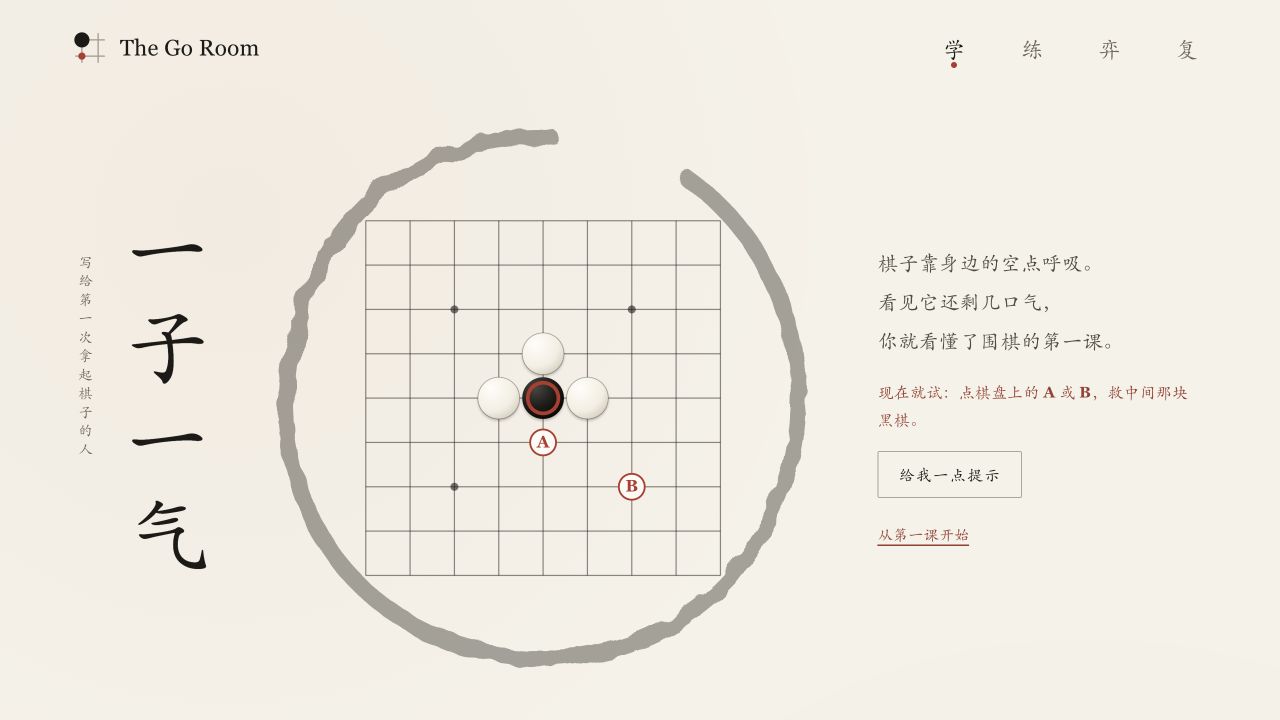 The Go Room
学
练
弈
复
一子一气
写给第一次拿起棋子的人
A
B
棋子靠身边的空点呼吸。
看见它还剩几口气，
你就看懂了围棋的第一课。
现在就试：点棋盘上的 A 或 B，救中间那块
黑棋。
给我一点提示
从第一课开始